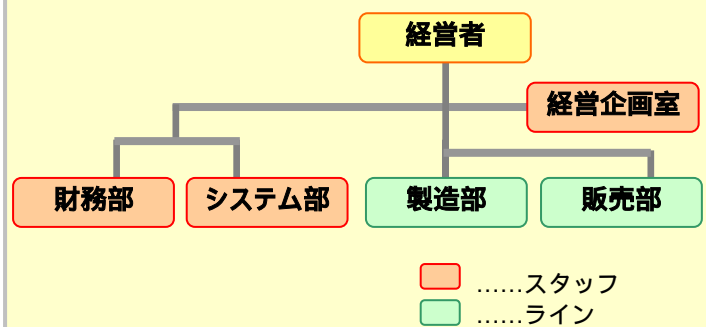 経営者
経営企画室
財務部
システム部
製造部
販売部
……スタッフ
……ライン